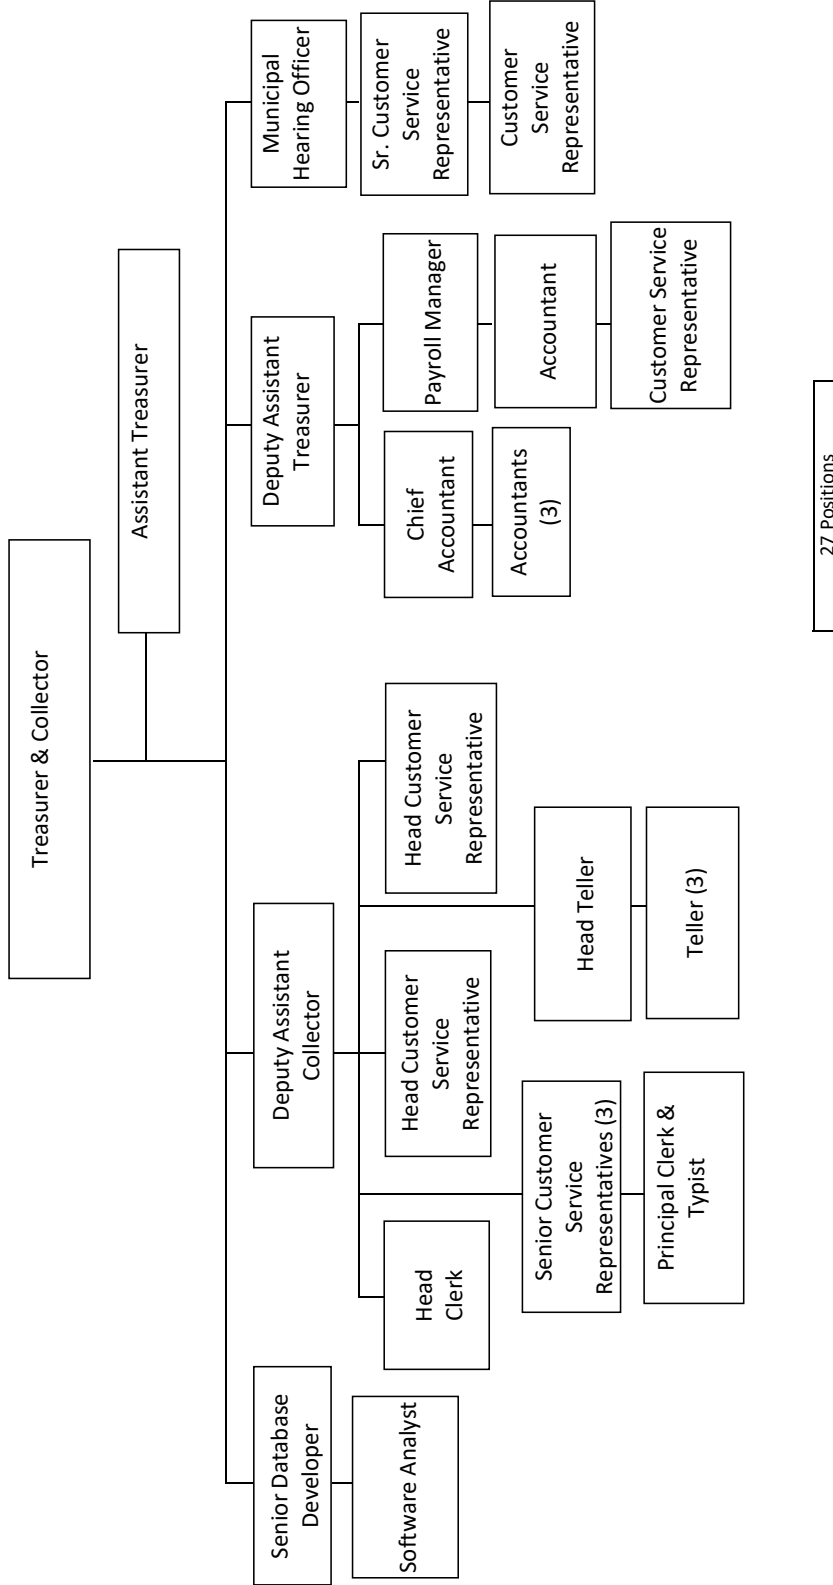 Treasurer & Collector
Assistant Treasurer
Senior Database
Developer
Software Analyst
Deputy Assistant
Collector
Head
Clerk
Head Customer
Service
Representative
Head Customer
Service
Representative
Senior Customer
Service
Representatives (3)
Principal Clerk &
Typist
Head Teller
Teller (3)
Deputy Assistant
Treasurer
Chief
Accountant
Accountants
(3)
Payroll Manager
Accountant
Customer Service
Representative
Municipal
Hearing Officer
Sr. Customer
Service
Representative
Customer
Service
Representative
27 Positions